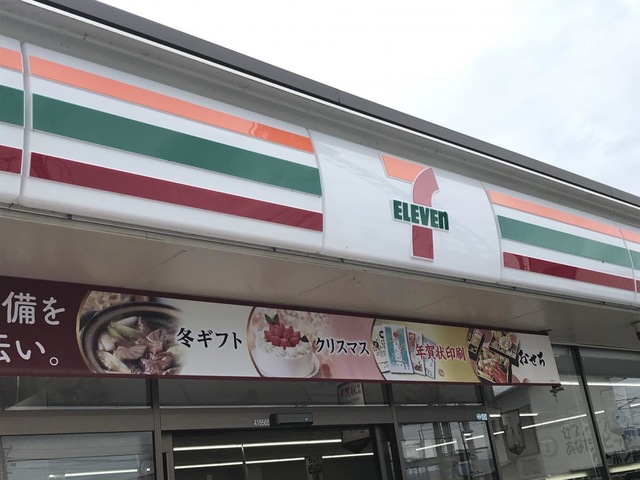 7
ELEVEn
備を
伝い。
冬ギフト
クリスマス
年賀状印刷
おせち